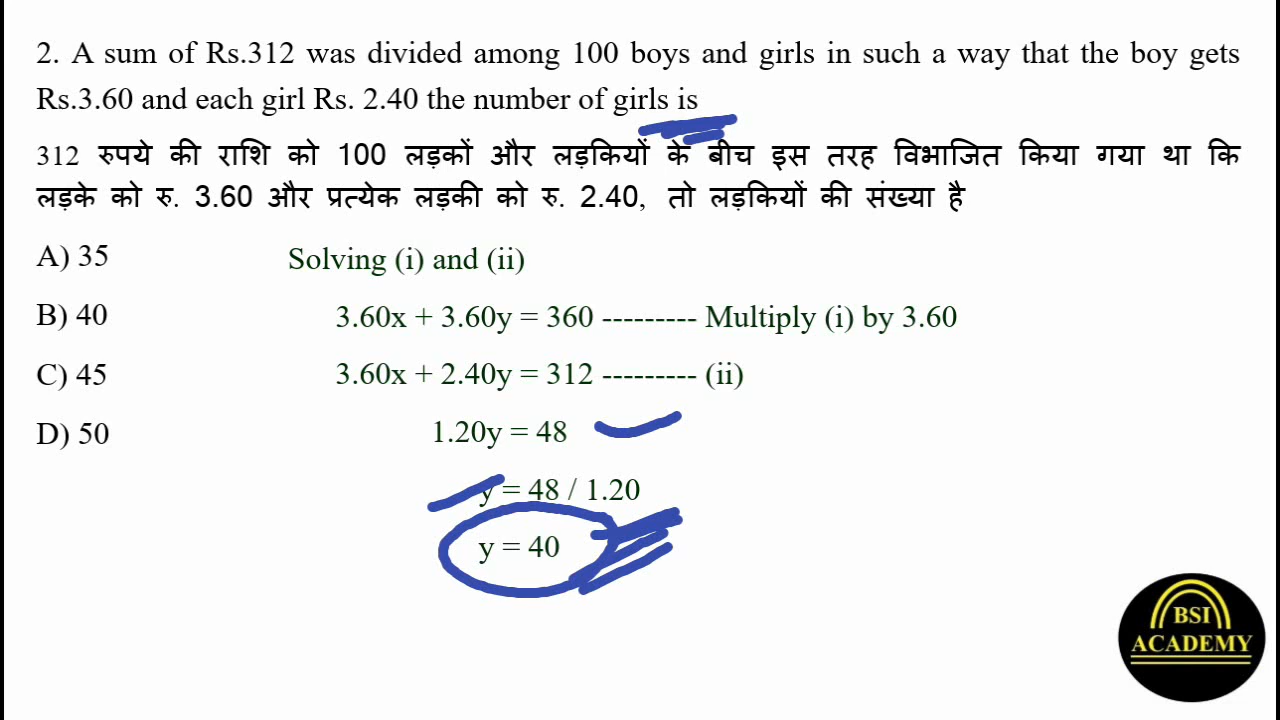 2. A sum of Rs.312 was divided among 100 boys and girls in such a way that the boy gets
Rs.3.60 and each girl Rs. 2.40 the number of girls is
312 रुपये की राशि को 100 लड़कों और लड़कियों के बीच इस तरह विभाजित किया गया था कि
लड़के को रु. 3.60 और प्रत्येक लड़की को रु. 2.40, तो लड़कियों की संख्या है
A) 35
Solving (i) and (ii)
B) 40
3.60x + 3.60y = 360 --------- Multiply (i) by 3.60
C) 45
3.60x + 2.40y = 312 --------- (ii)
D) 50
1.20y = 48
y = 48 / 1.20
y = 40
BSI
ACADEMY